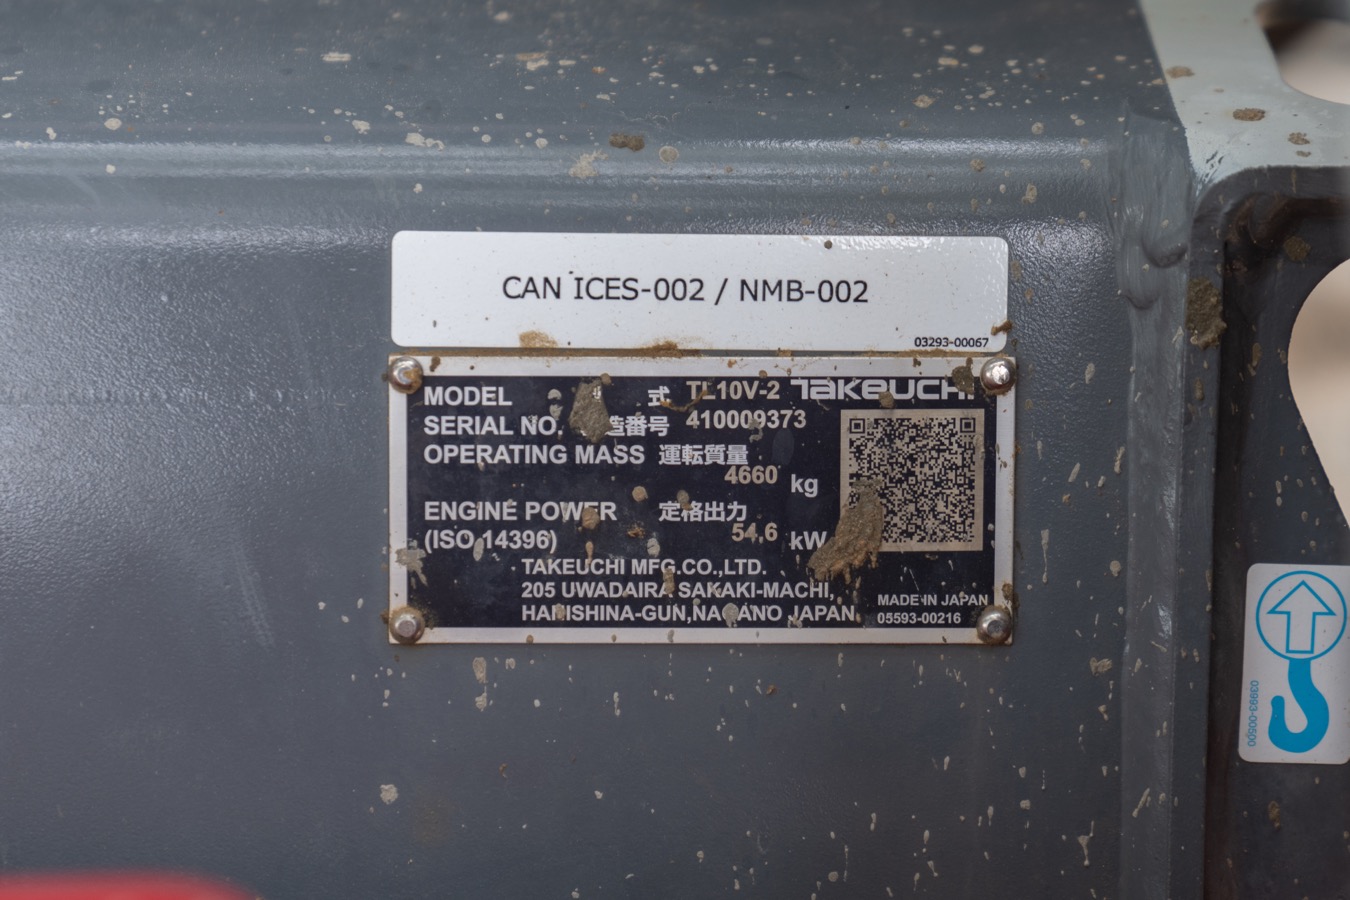 CAN ICES-002 / NMB-002
03293-00067
MODEL 式 TL10V-2 TAKEUCHI
SERIAL NO. 造番号 410009373
OPERATING MASS 運転質量
4660 kg
ENGINE POWER 定格出力
(ISO 14396) 54,6 kW
TAKEUCHI MFG.CO.,LTD.
205 UWADAIRA SAKAKI-MACHI,
HANISHINA-GUN,NAGANO JAPAN
MADE IN JAPAN
05593-00216
03993-00500